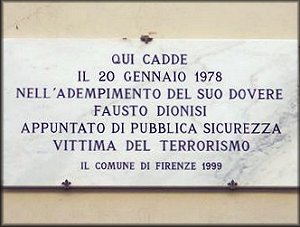 QUI CADDE
IL 20 GENNAIO 1978
NELL'ADEMPIMENTO DEL SUO DOVERE
FAUSTO DIONISI
APPUNTATO DI PUBBLICA SICUREZZA
VITTIMA DEL TERRORISMO
IL COMUNE DI FIRENZE 1999